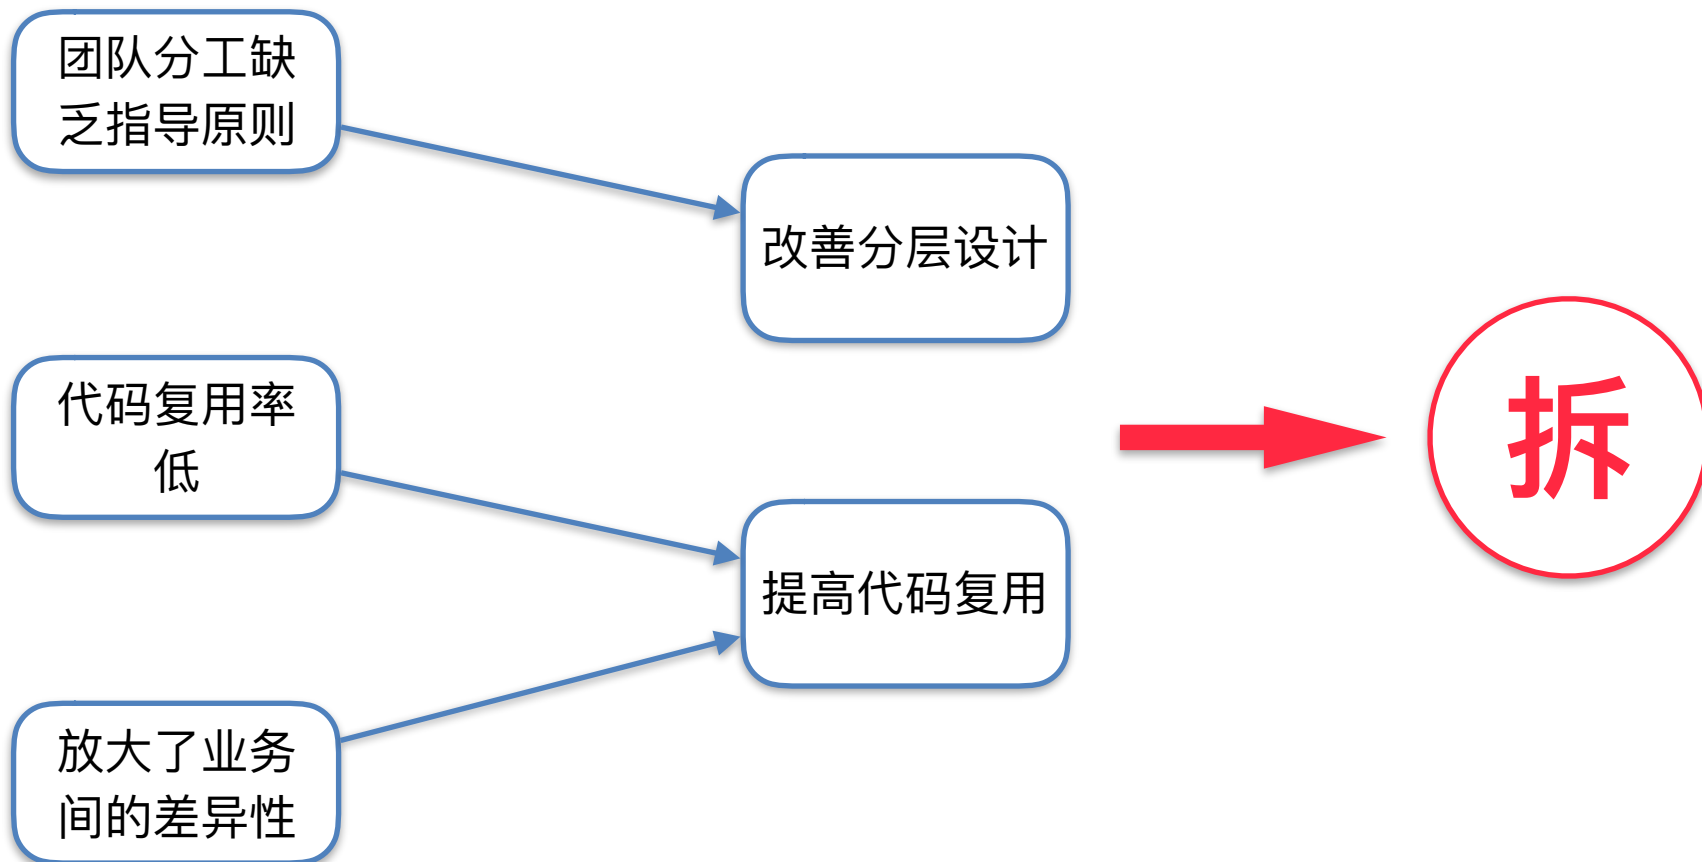 团队分工缺
乏指导原则
改善分层设计
代码复用率
低
拆
提高代码复用
放大了业务
间的差异性